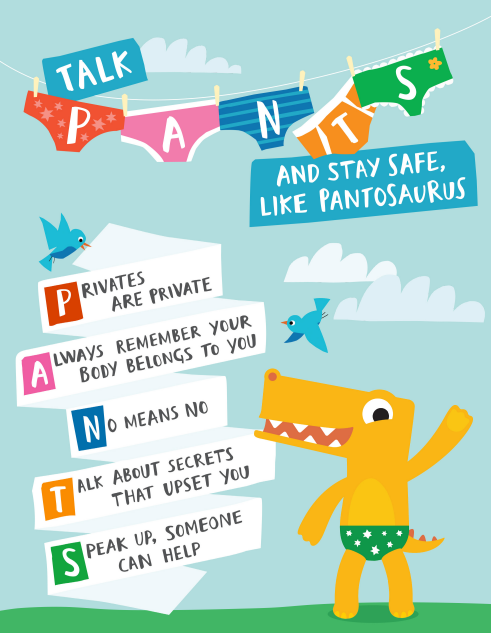 TALK
PANTS
AND STAY SAFE,
LIKE PANTOSAURUS
PRIVATES
ARE PRIVATE
ALWAYS REMEMBER YOUR
BODY BELONGS TO YOU
NO MEANS NO
TALK ABOUT SECRETS
THAT UPSET YOU
SPEAK UP, SOMEONE
CAN HELP